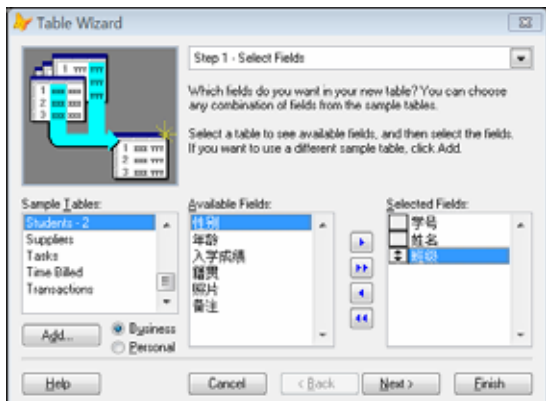 Table Wizard
Step 1 - Select Fields
Which fields do you want in your new table? You can choose
any combination of fields from the sample tables.
Select a table to see available fields, and then select the fields.
If you want to use a different sample table, click Add.
Sample Tables:
Students - 2
Suppliers
Tasks
Time Billed
Transactions
Add...
Business
Personal
Available Fields:
性别
年龄
入学成绩
籍贯
照片
备注
Selected Fields:
学号
姓名
班级
Help
Cancel
< Back
Next >
Finish